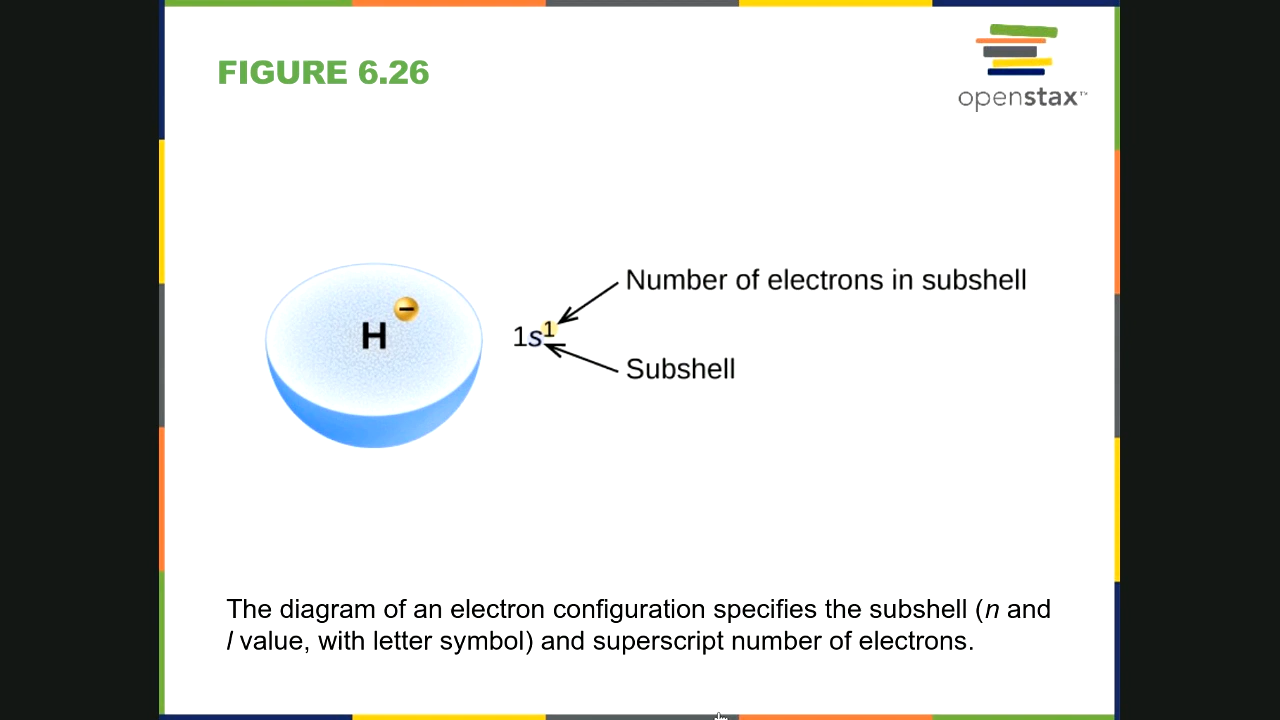 FIGURE 6.26
openstax™
Number of electrons in subshell
H
−
1s¹
Subshell
The diagram of an electron configuration specifies the subshell (n and
l value, with letter symbol) and superscript number of electrons.